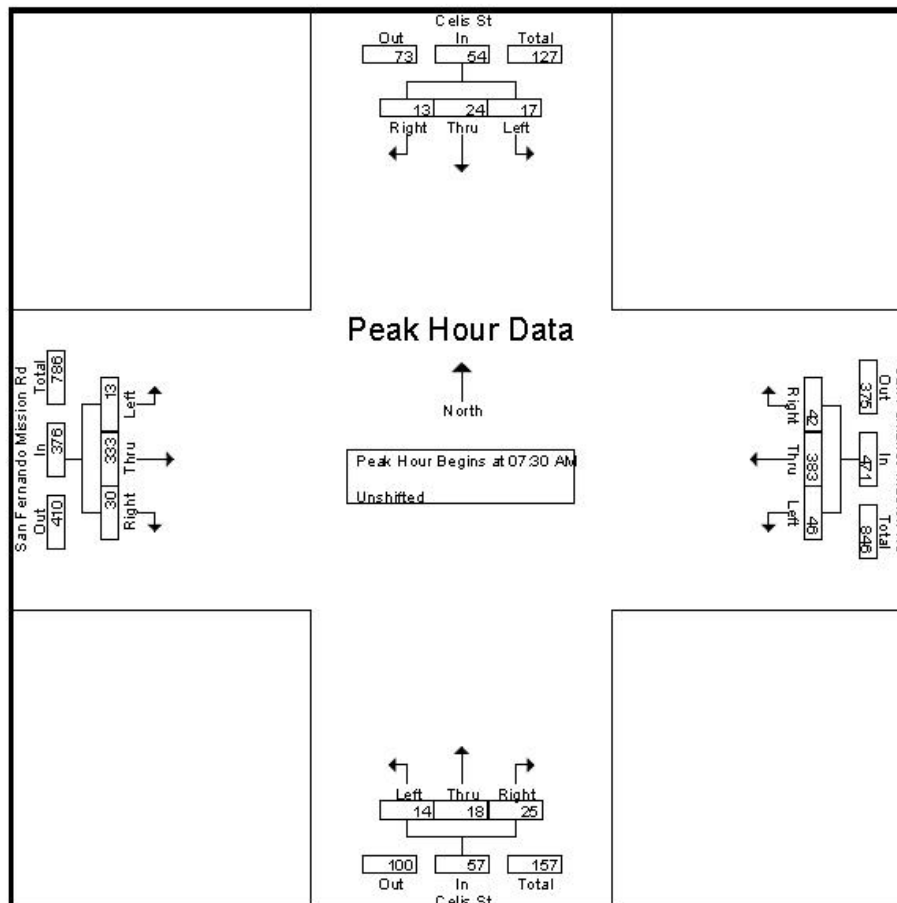 Celis St
Out In Total
73 54 127
13 24 17
Right Thru Left
Peak Hour Data
North
Peak Hour Begins at 07:30 AM
Unshifted
San Fernando Mission Rd
Total In Out
786 376 410
13 333 30
Left Thru Right
Right Thru Left
42 383 46
375 471 846
Out In Total
Left Thru Right
14 18 25
100 57 157
Out In Total
Celis St